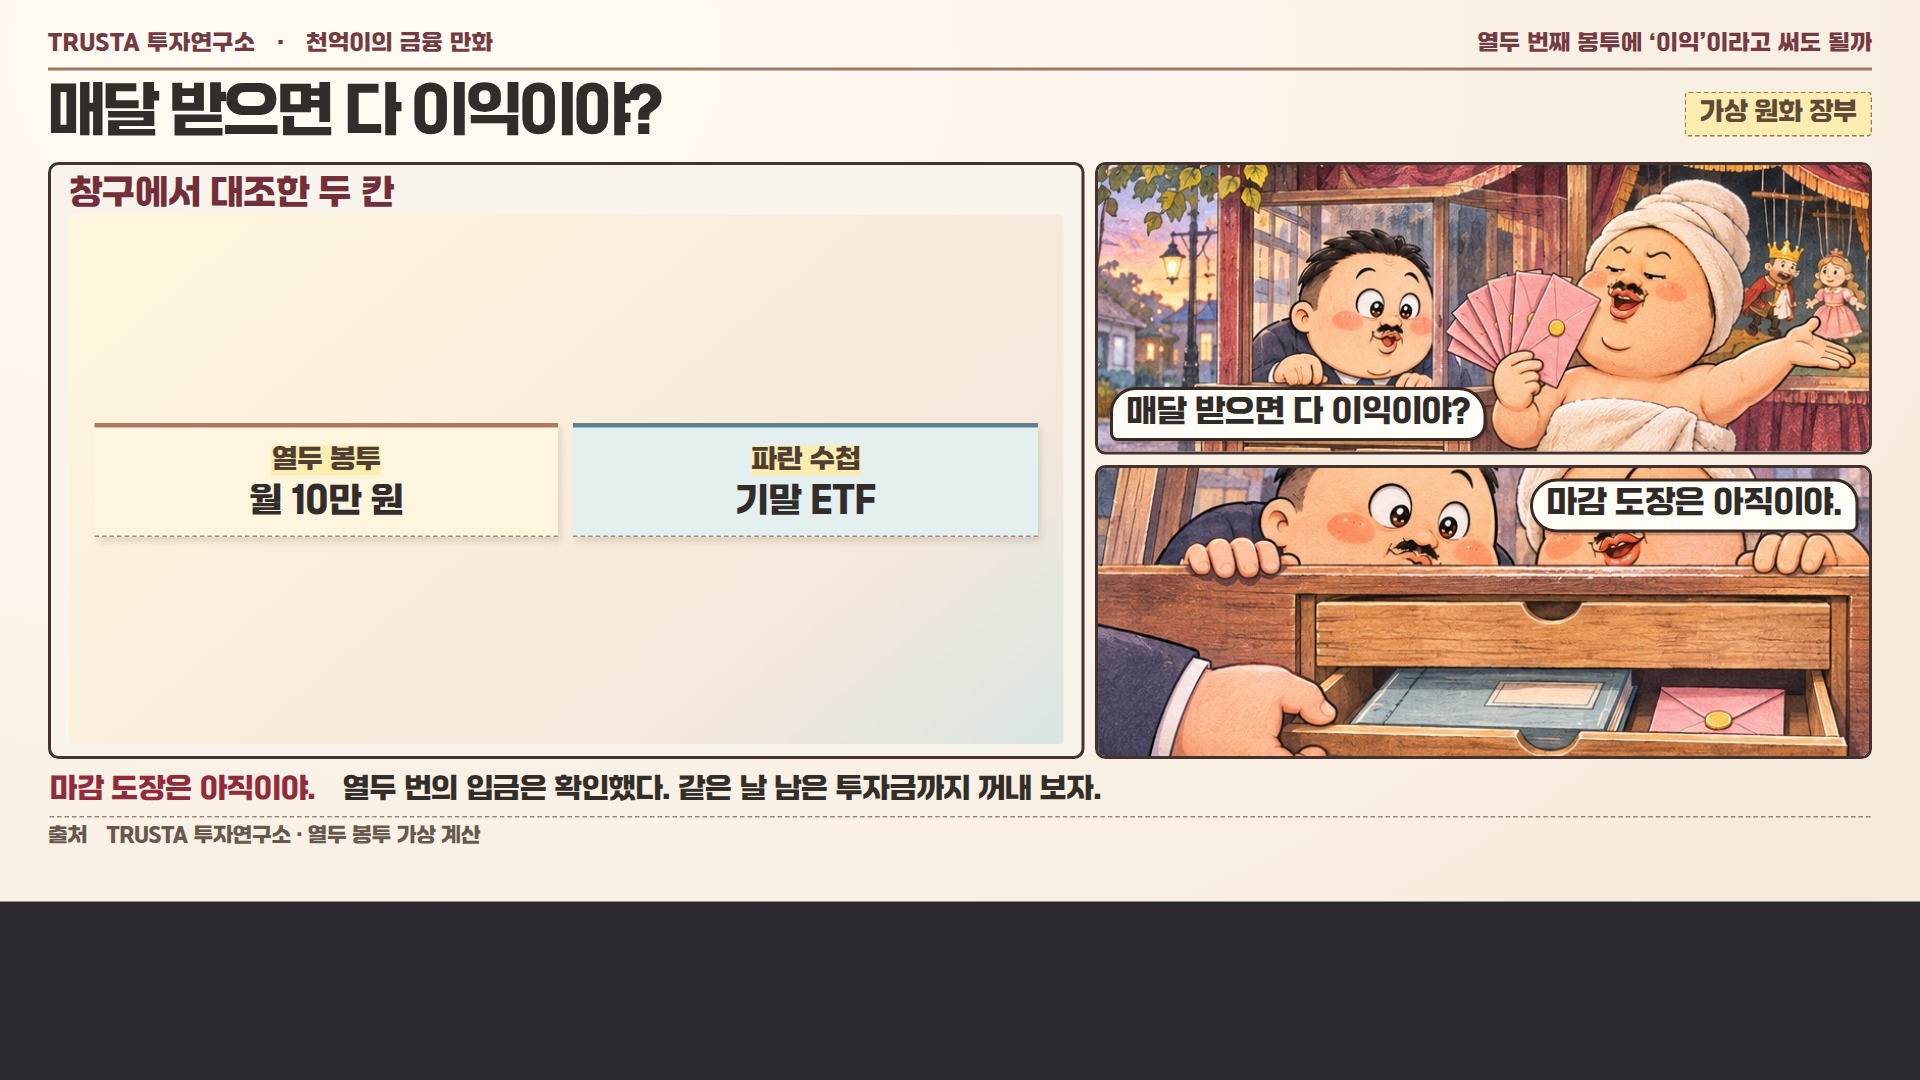 TRUSTA 투자연구소 · 천억이의 금융 만화
열두 번째 봉투에 ‘이익’이라고 써도 될까
매달 받으면 다 이익이야?
가상 원화 장부
창구에서 대조한 두 칸
열두 봉투
월 10만 원
파란 수첩
기말 ETF
매달 받으면 다 이익이야?
마감 도장은 아직이야.
마감 도장은 아직이야. 열두 번의 입금은 확인했다. 같은 날 남은 투자금까지 꺼내 보자.
출처 TRUSTA 투자연구소 · 열두 봉투 가상 계산